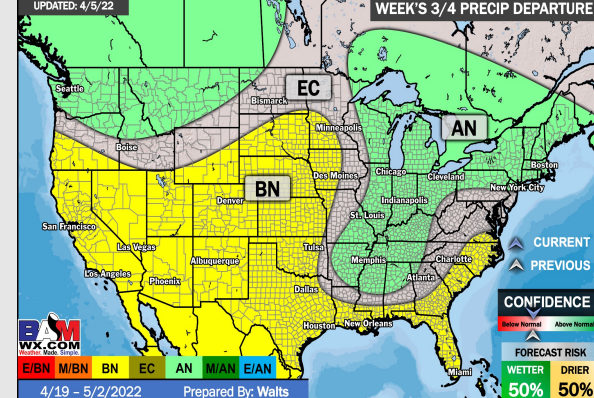 UPDATED: 4/5/22
WEEK'S 3/4 PRECIP DEPARTURE
Seattle
EC
Bismarck
AN
Minneapolis
Boise
Boston
Chicago
Cleveland
Des Moines
BN
New York City
Denver
Indianapolis
St. Louis
San Francisco
CURRENT
Las Vegas
Tulsa
Albuquerque
Memphis
Charlotte
PREVIOUS
Los Angeles
Phoenix
Atlanta
Dallas
CONFIDENCE
Houston
New Orleans
Below Normal
Above Normal
BAM
WX.COM
Weather. Made. Simple.
FORECAST RISK
E/BN M/BN BN EC AN M/AN E/AN
Miami
WETTER DRIER
50% 50%
4/19 – 5/2/2022 Prepared By: Walts